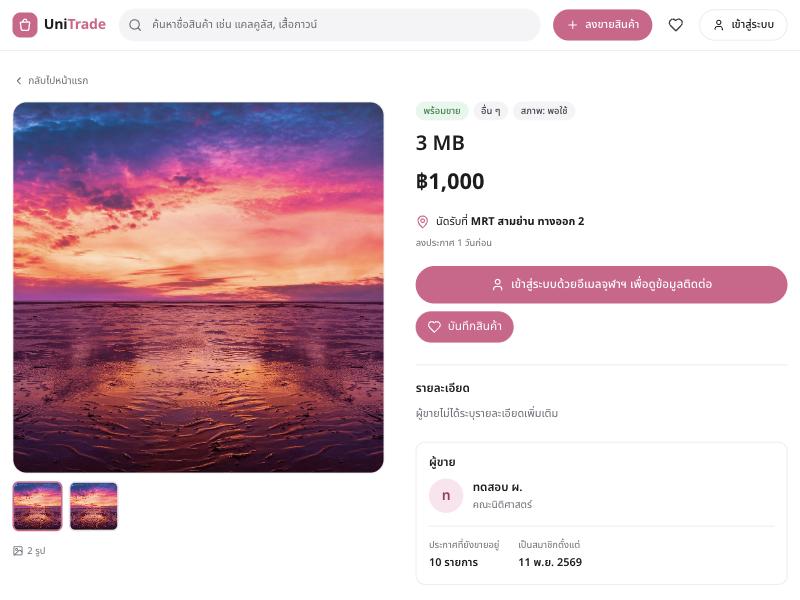 UniTrade
ค้นหาชื่อสินค้า เช่น แคลคูลัส, เสื้อกาวน์
ลงขายสินค้า
เข้าสู่ระบบ
กลับไปหน้าแรก
พร้อมขาย
อื่น ๆ
สภาพ: พอใช้
3 MB
฿1,000
นัดรับที่ MRT สามย่าน ทางออก 2
ลงประกาศ 1 วันก่อน
เข้าสู่ระบบด้วยอีเมลจุฬาฯ เพื่อดูข้อมูลติดต่อ
บันทึกสินค้า
รายละเอียด
ผู้ขายไม่ได้ระบุรายละเอียดเพิ่มเติม
ผู้ขาย
ท
ทดสอบ ผ.
คณะนิติศาสตร์
ประกาศที่ยังขายอยู่
เป็นสมาชิกตั้งแต่
10 รายการ
11 พ.ย. 2569
2 รูป